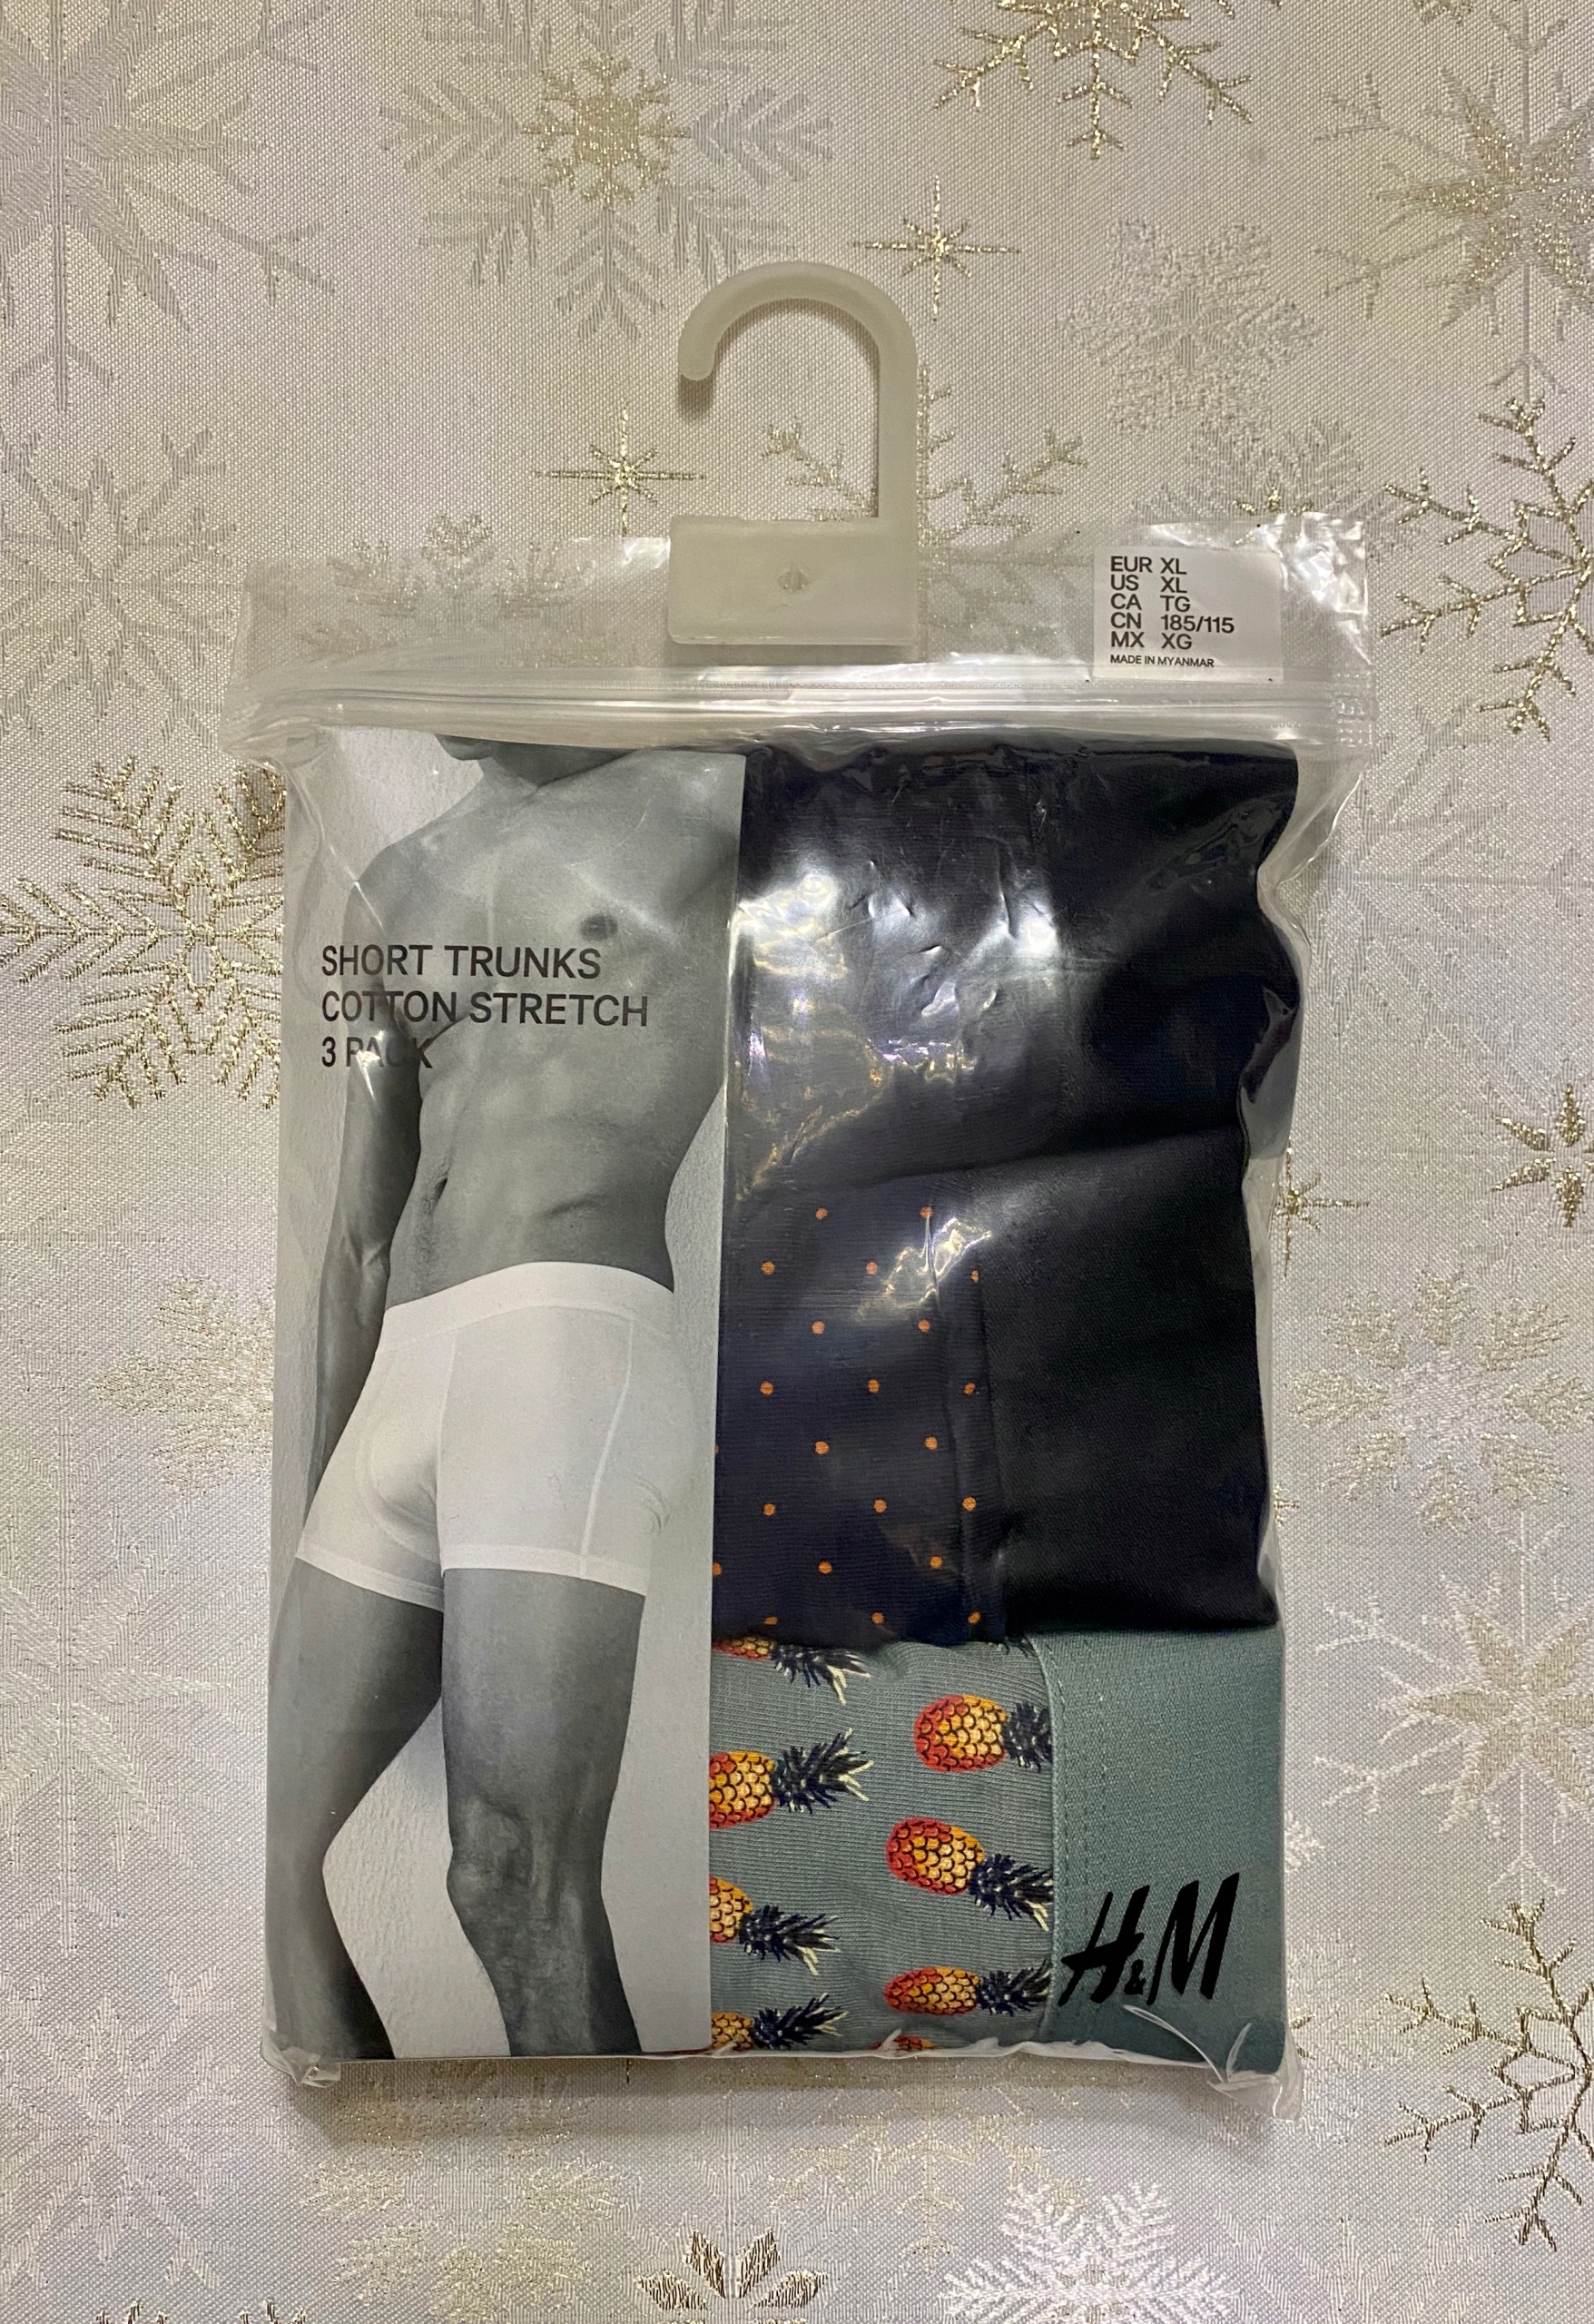 EUR XL
US XL
CA TG
CN 185/115
MX XG
MADE IN MYANMAR
SHORT TRUNKS
COTTON STRETCH
3 PACK
H&M